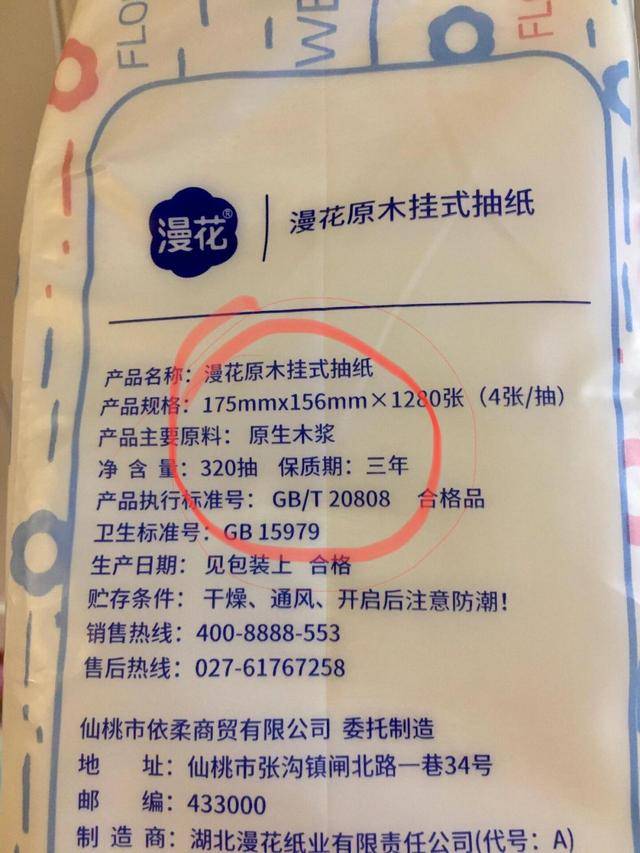 FLO
WE
FL
漫花®
漫花原木挂式抽纸
产品名称：漫花原木挂式抽纸
产品规格：175mmx156mm×1280张（4张/抽）
产品主要原料：原生木浆
净 含 量：320抽 保质期：三年
产品执行标准号：GB/T 20808 合格品
卫生标准号：GB 15979
生产日期：见包装上 合格
贮存条件：干燥、通风、开启后注意防潮！
销售热线：400-8888-553
售后热线：027-61767258
仙桃市依柔商贸有限公司 委托制造
地 址：仙桃市张沟镇闸北路一巷34号
邮 编：433000
制 造 商：湖北漫花纸业有限责任公司(代号：A)